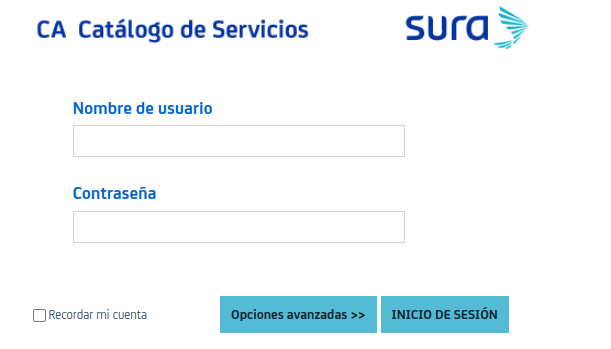 CA Catálogo de Servicios
sura
Nombre de usuario
Contraseña
Recordar mi cuenta
Opciones avanzadas >>
INICIO DE SESIÓN